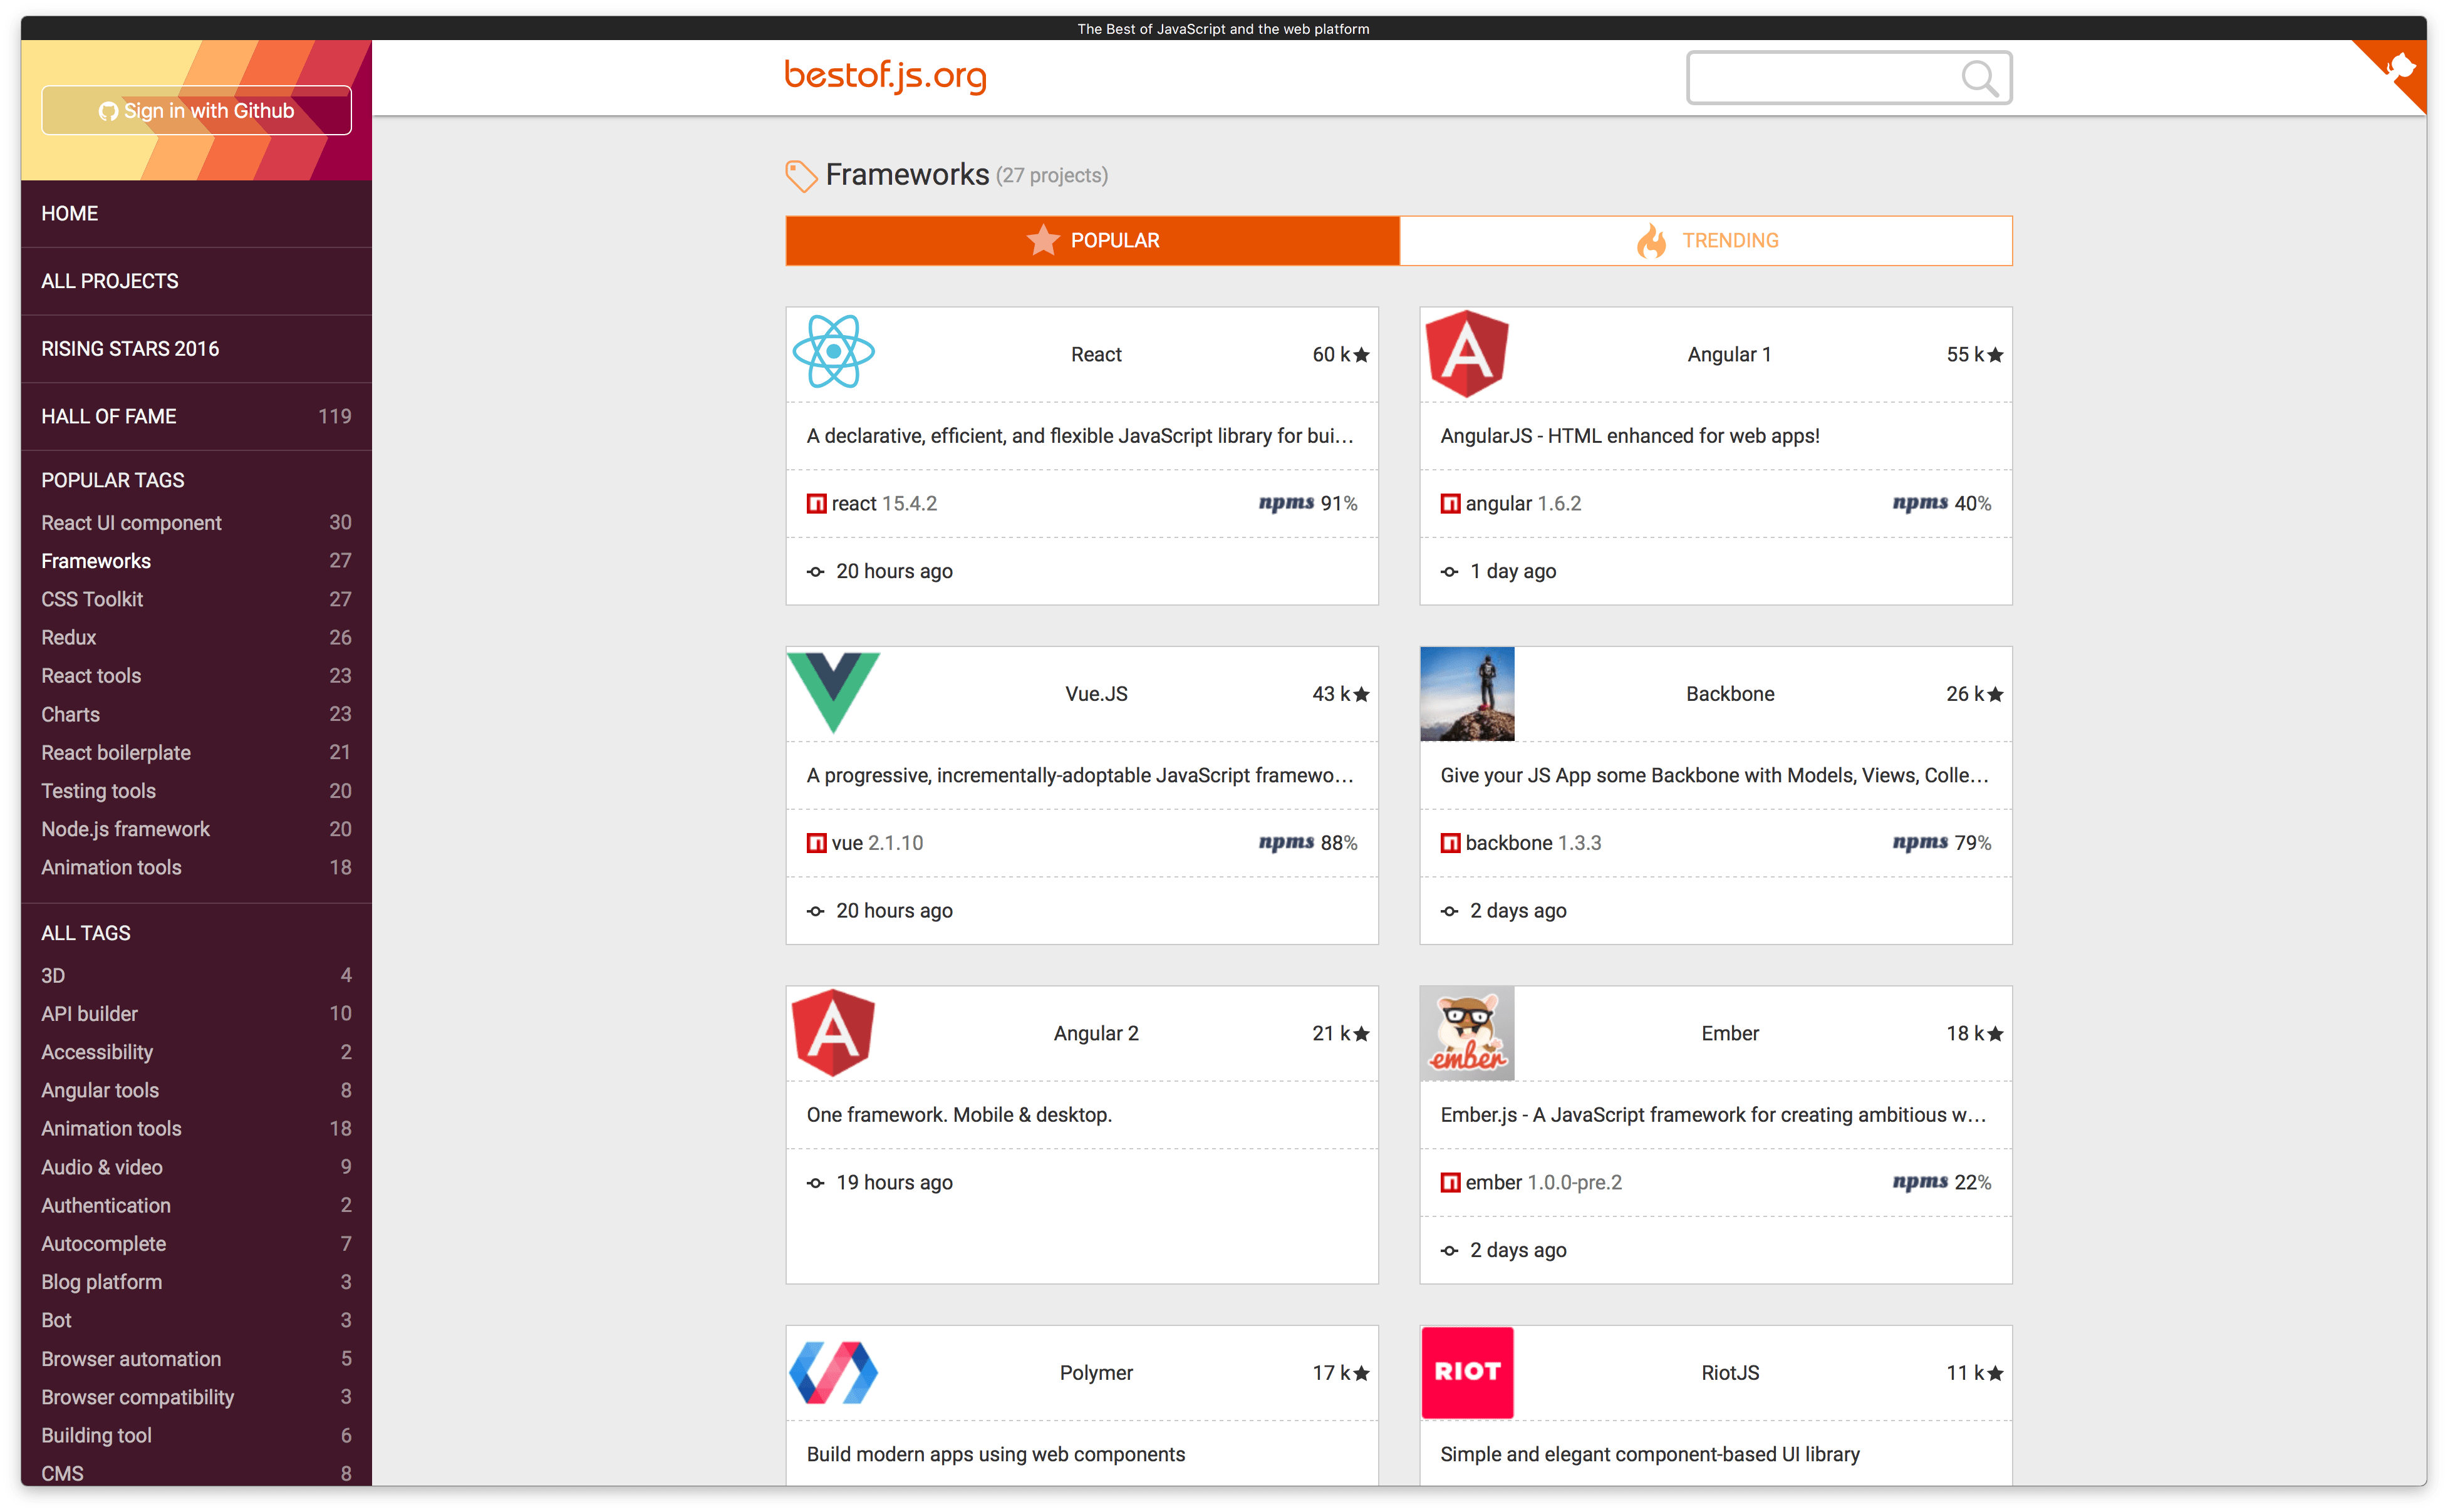 The Best of JavaScript and the web platform
Sign in with Github
HOME
ALL PROJECTS
RISING STARS 2016
HALL OF FAME 119
POPULAR TAGS
React UI component 30
Frameworks 27
CSS Toolkit 27
Redux 26
React tools 23
Charts 23
React boilerplate 21
Testing tools 20
Node.js framework 20
Animation tools 18
ALL TAGS
3D 4
API builder 10
Accessibility 2
Angular tools 8
Animation tools 18
Audio & video 9
Authentication 2
Autocomplete 7
Blog platform 3
Bot 3
Browser automation 5
Browser compatibility 3
Building tool 6
CMS 8
bestof.js.org
Frameworks (27 projects)
POPULAR
TRENDING
React 60 k★
A declarative, efficient, and flexible JavaScript library for bui…
react 15.4.2 npms 91%
20 hours ago
Angular 1 55 k★
AngularJS - HTML enhanced for web apps!
angular 1.6.2 npms 40%
1 day ago
Vue.JS 43 k★
A progressive, incrementally-adoptable JavaScript framewo…
vue 2.1.10 npms 88%
20 hours ago
Backbone 26 k★
Give your JS App some Backbone with Models, Views, Colle…
backbone 1.3.3 npms 79%
2 days ago
Angular 2 21 k★
One framework. Mobile & desktop.
19 hours ago
ember
Ember 18 k★
Ember.js - A JavaScript framework for creating ambitious w…
ember 1.0.0-pre.2 npms 22%
2 days ago
Polymer 17 k★
Build modern apps using web components
RIOT
RiotJS 11 k★
Simple and elegant component-based UI library